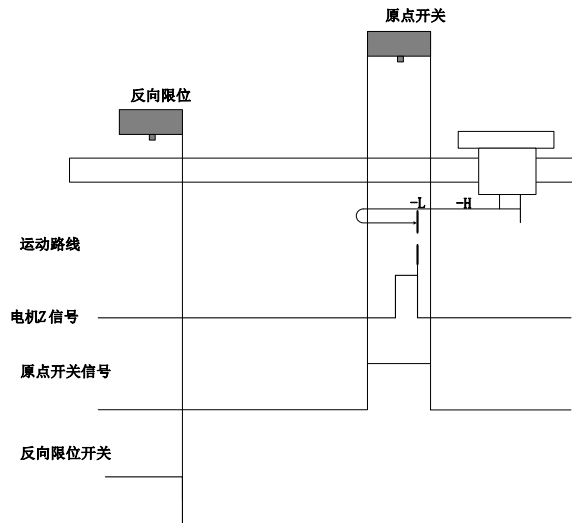 原点开关
反向限位
-L
-H
运动路线
电机Z信号
原点开关信号
反向限位开关